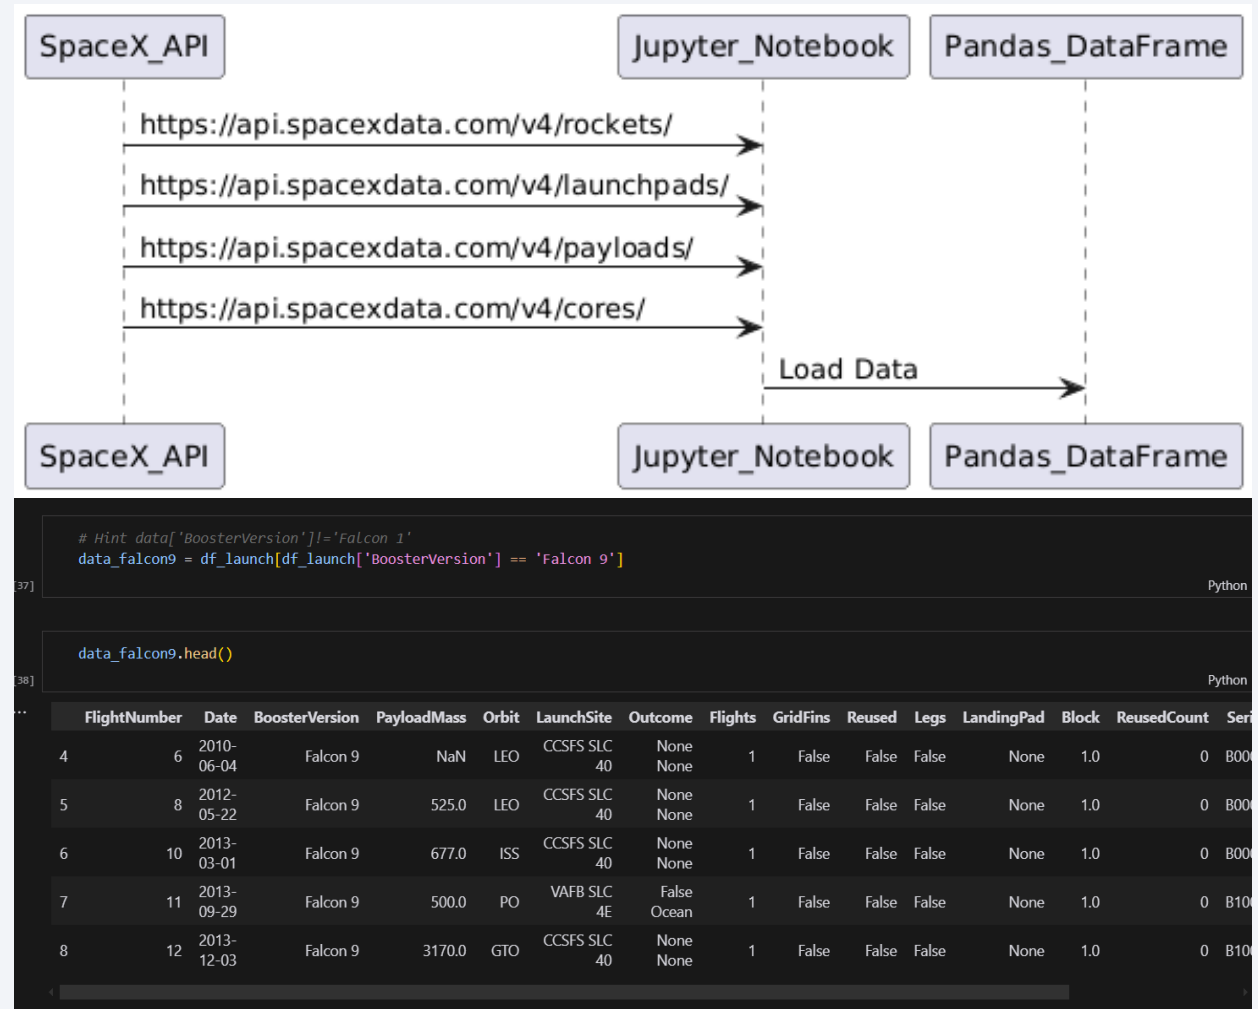 SpaceX_API Jupyter_Notebook Pandas_DataFrame
https://api.spacexdata.com/v4/rockets/
https://api.spacexdata.com/v4/launchpads/
https://api.spacexdata.com/v4/payloads/
https://api.spacexdata.com/v4/cores/
Load Data
SpaceX_API Jupyter_Notebook Pandas_DataFrame
# Hint data['BoosterVersion']!='Falcon 1'
data_falcon9 = df_launch[df_launch['BoosterVersion'] == 'Falcon 9']
37]
Python
data_falcon9.head()
38]
Python
...
FlightNumber Date BoosterVersion PayloadMass Orbit LaunchSite Outcome Flights GridFins Reused Legs LandingPad Block ReusedCount Seri
4 6 2010-06-04 Falcon 9 NaN LEO CCSFS SLC 40 None None 1 False False False None 1.0 0 B000
5 8 2012-05-22 Falcon 9 525.0 LEO CCSFS SLC 40 None None 1 False False False None 1.0 0 B000
6 10 2013-03-01 Falcon 9 677.0 ISS CCSFS SLC 40 None None 1 False False False None 1.0 0 B000
7 11 2013-09-29 Falcon 9 500.0 PO VAFB SLC 4E False Ocean 1 False False False None 1.0 0 B100
8 12 2013-12-03 Falcon 9 3170.0 GTO CCSFS SLC 40 None None 1 False False False None 1.0 0 B100